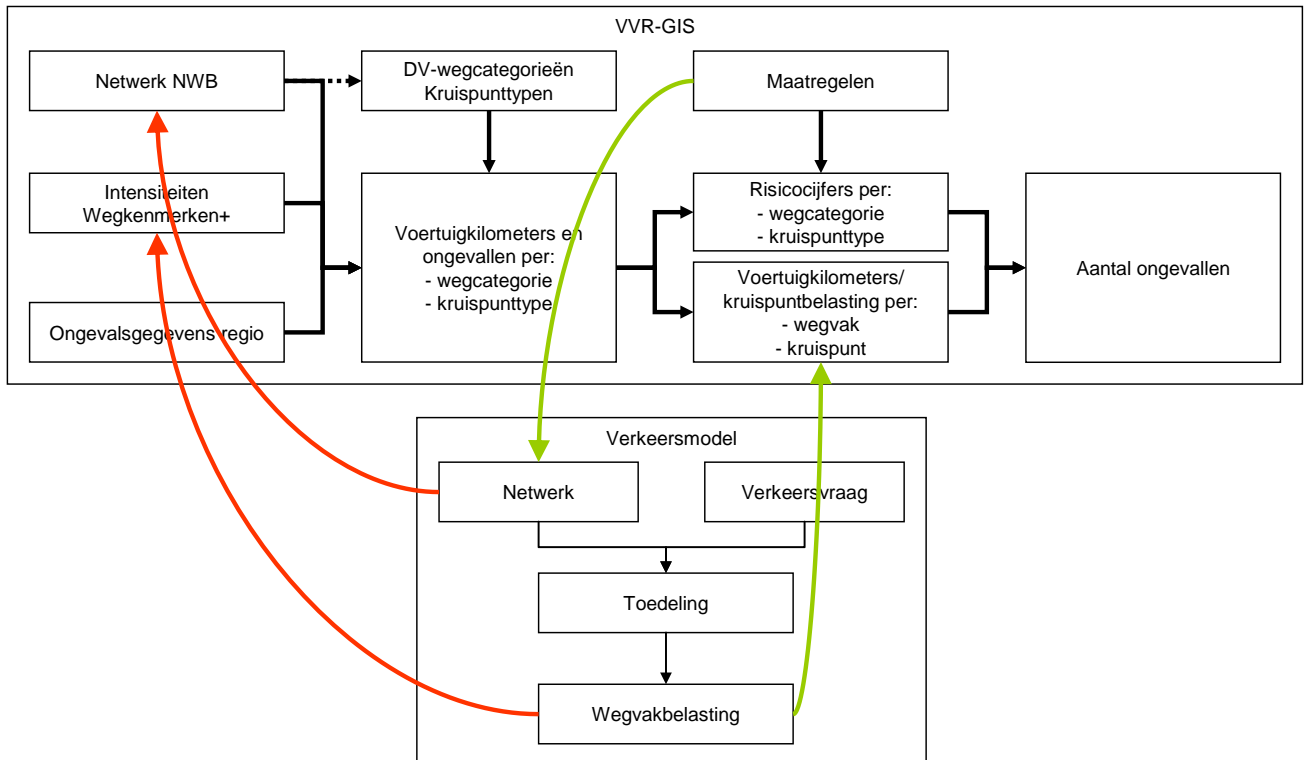 VVR-GIS
Netwerk NWB
DV-wegcategorieën
Kruispunttypen
Maatregelen
Intensiteiten
Wegkenmerken+
Voertuigkilometers en
ongevallen per:
- wegcategorie
- kruispunttype
Risicocijfers per:
- wegcategorie
- kruispunttype
Aantal ongevallen
Ongevalsgegevens regio
Voertuigkilometers/
kruispuntbelasting per:
- wegvak
- kruispunt
Verkeersmodel
Netwerk
Verkeersvraag
Toedeling
Wegvakbelasting